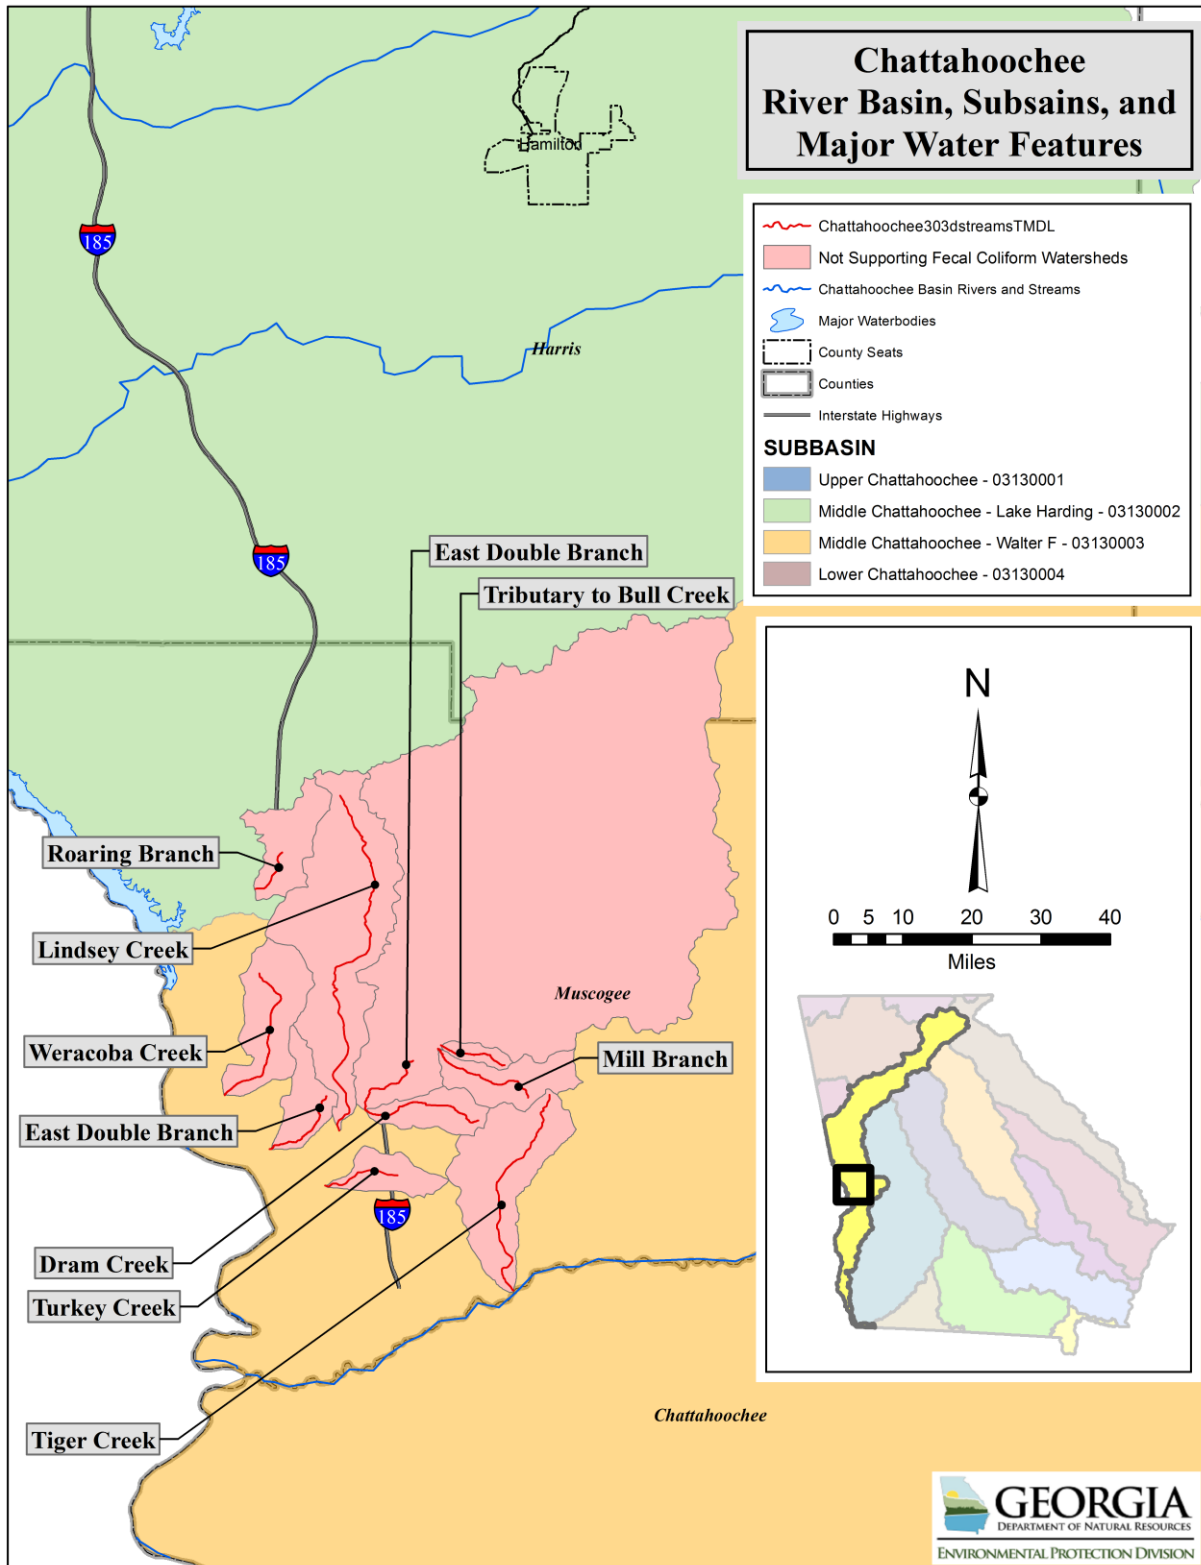 Chattahoochee
River Basin, Subsains, and
Major Water Features
Hamilton
185
Chattahoochee303dstreamsTMDL
Not Supporting Fecal Coliform Watersheds
Chattahoochee Basin Rivers and Streams
Major Waterbodies
County Seats
Counties
Interstate Highways
SUBBASIN
Upper Chattahoochee - 03130001
Middle Chattahoochee - Lake Harding - 03130002
Middle Chattahoochee - Walter F - 03130003
Lower Chattahoochee - 03130004
Harris
185
East Double Branch
Tributary to Bull Creek
N
0 5 10 20 30 40
Miles
Roaring Branch
Lindsey Creek
Muscogee
Weracoba Creek
Mill Branch
East Double Branch
185
Dram Creek
Turkey Creek
Tiger Creek
Chattahoochee
GEORGIA
DEPARTMENT OF NATURAL RESOURCES
ENVIRONMENTAL PROTECTION DIVISION